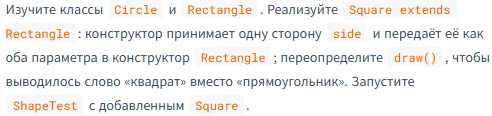 Изучите классы Circle и Rectangle . Реализуйте Square extends
Rectangle : конструктор принимает одну сторону side и передаёт её как
оба параметра в конструктор Rectangle ; переопределите draw() , чтобы
выводилось слово «квадрат» вместо «прямоугольник». Запустите
ShapeTest с добавленным Square .